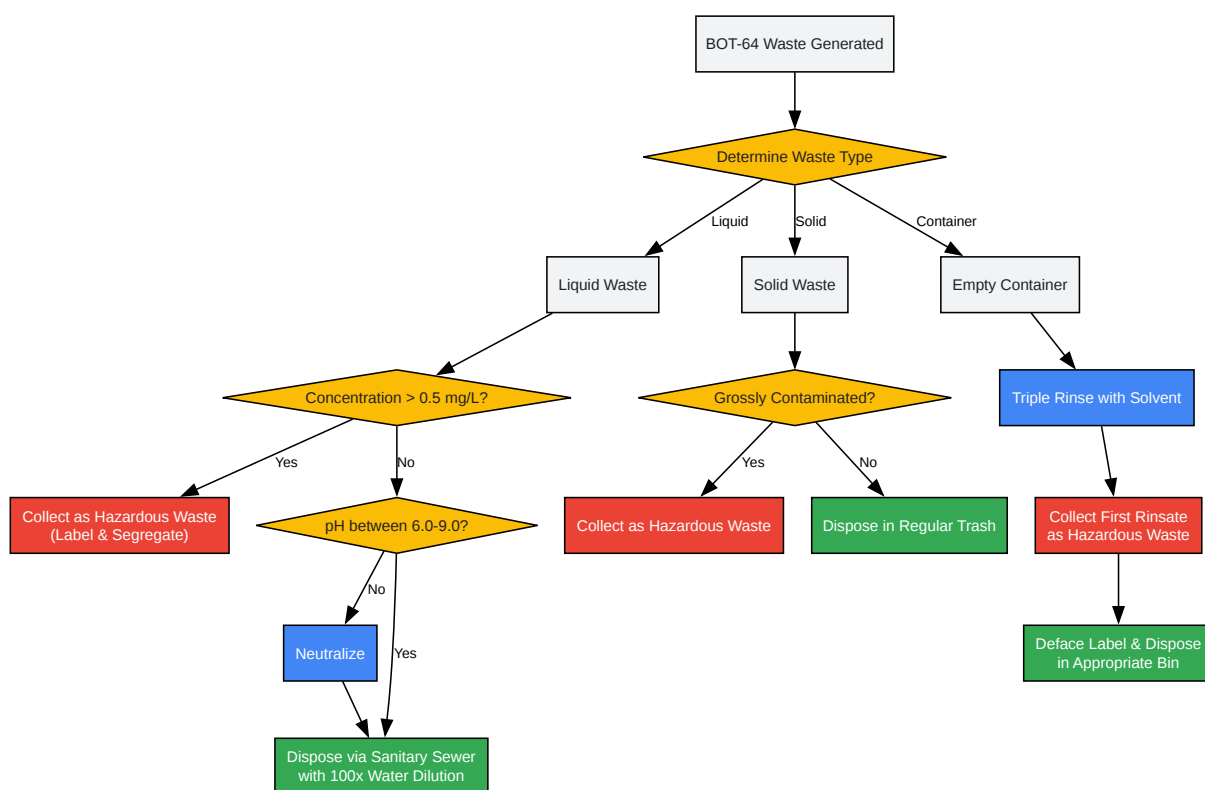 BOT-64 Waste Generated
Determine Waste Type
Liquid
Solid
Container
Liquid Waste
Solid Waste
Empty Container
Concentration > 0.5 mg/L?
Grossly Contaminated?
Triple Rinse with Solvent
Yes
No
Yes
No
Collect as Hazardous Waste
(Label & Segregate)
pH between 6.0-9.0?
Collect as Hazardous Waste
Dispose in Regular Trash
Collect First Rinsate
as Hazardous Waste
No
Neutralize
Yes
Deface Label & Dispose
in Appropriate Bin
Dispose via Sanitary Sewer
with 100x Water Dilution